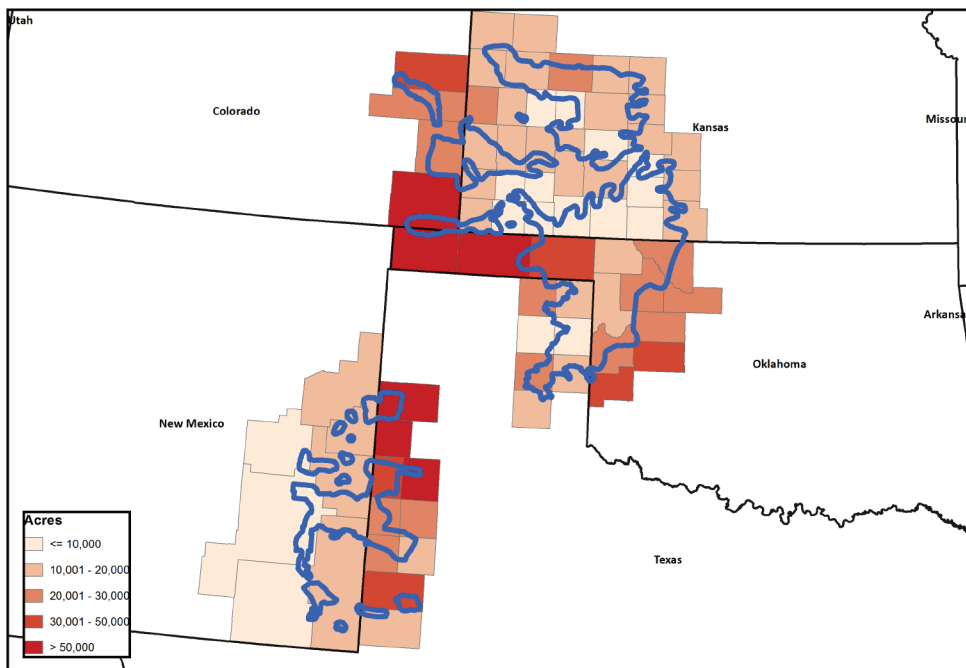 Utah
Colorado
Kansas
Missour
Arkansa
Oklahoma
New Mexico
Texas
Acres
<= 10,000
10,001 - 20,000
20,001 - 30,000
30,001 - 50,000
> 50,000